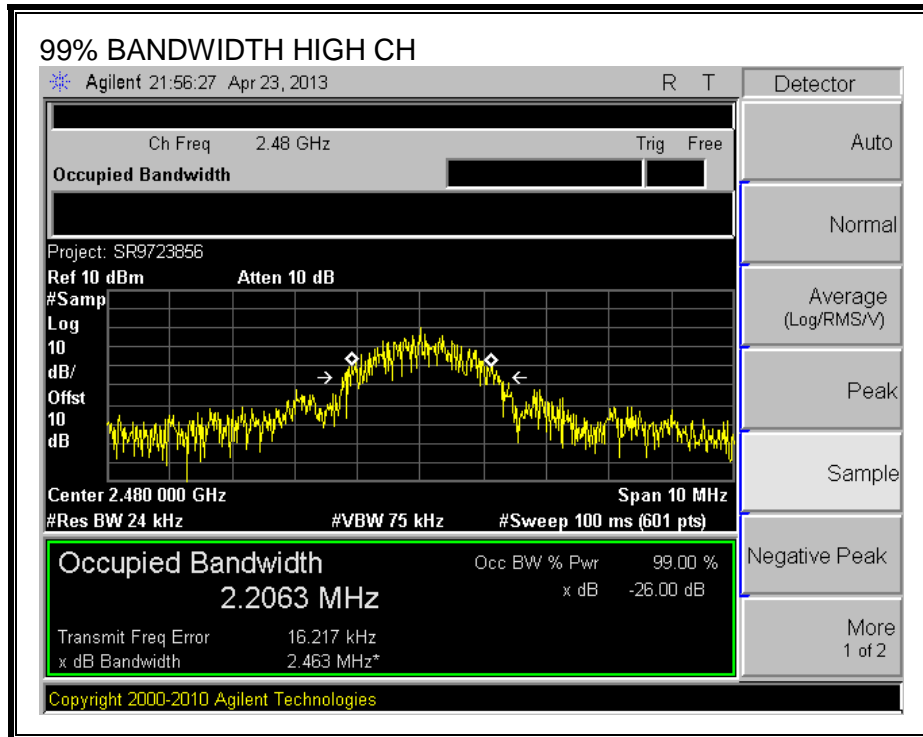 99% BANDWIDTH HIGH CH
Agilent 21:56:27 Apr 23, 2013 R T
Detector
Ch Freq 2.48 GHz Trig Free
Occupied Bandwidth
Auto
Normal
Average
(Log/RMS/V)
Peak
Sample
Negative Peak
More
1 of 2
Project: SR9723856
Ref 10 dBm Atten 10 dB
#Samp
Log
10
dB/
Offst
10
dB
Center 2.480 000 GHz Span 10 MHz
#Res BW 24 kHz #VBW 75 kHz #Sweep 100 ms (601 pts)
Occupied Bandwidth Occ BW % Pwr 99.00 %
2.2063 MHz x dB -26.00 dB
Transmit Freq Error 16.217 kHz
x dB Bandwidth 2.463 MHz*
Copyright 2000-2010 Agilent Technologies